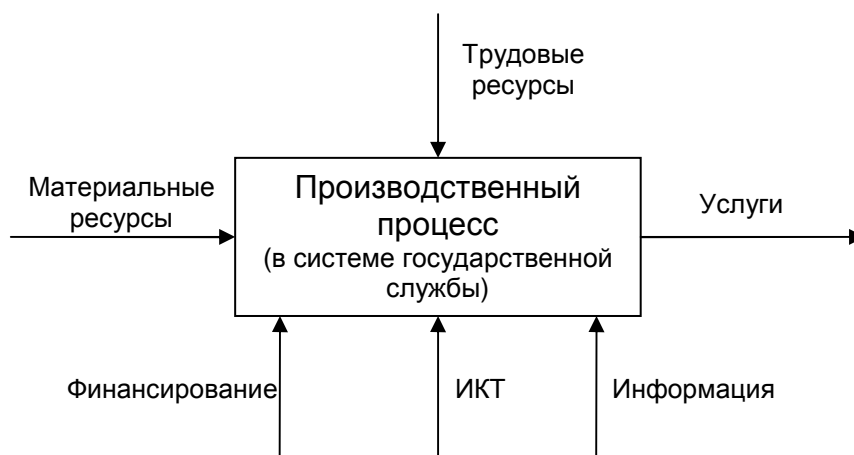 Трудовые
ресурсы
Материальные
ресурсы
Производственный
процесс
(в системе государственной
службы)
Услуги
Финансирование
ИКТ
Информация